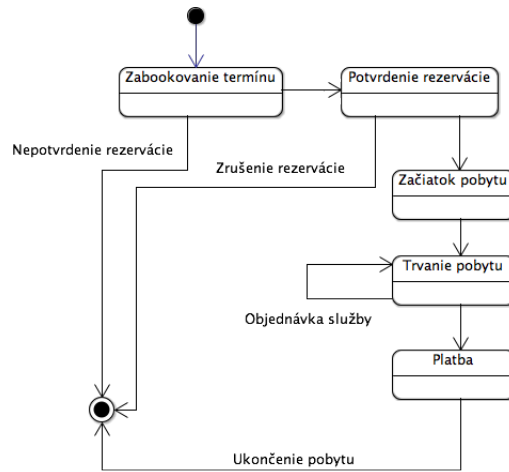 Zabookovanie termínu
Potvrdenie rezervácie
Nepotvrdenie rezervácie
Zrušenie rezervácie
Začiatok pobytu
Trvanie pobytu
Objednávka služby
Platba
Ukončenie pobytu